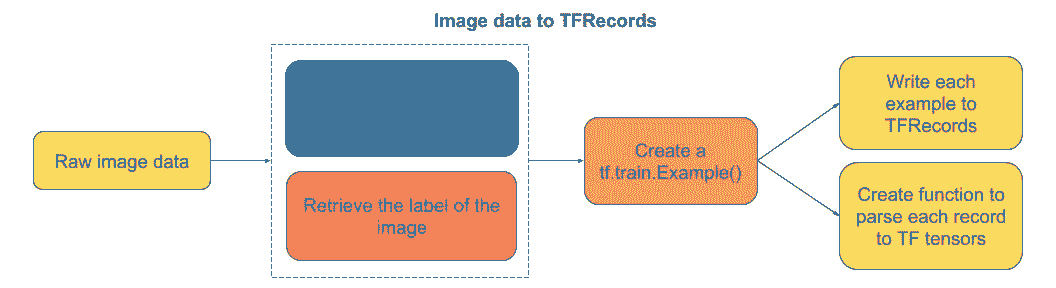 Image data to TFRecords
Raw image data
Retrieve the label of the
image
Create a
tf.train.Example()
Write each
example to
TFRecords
Create function to
parse each record
to TF tensors